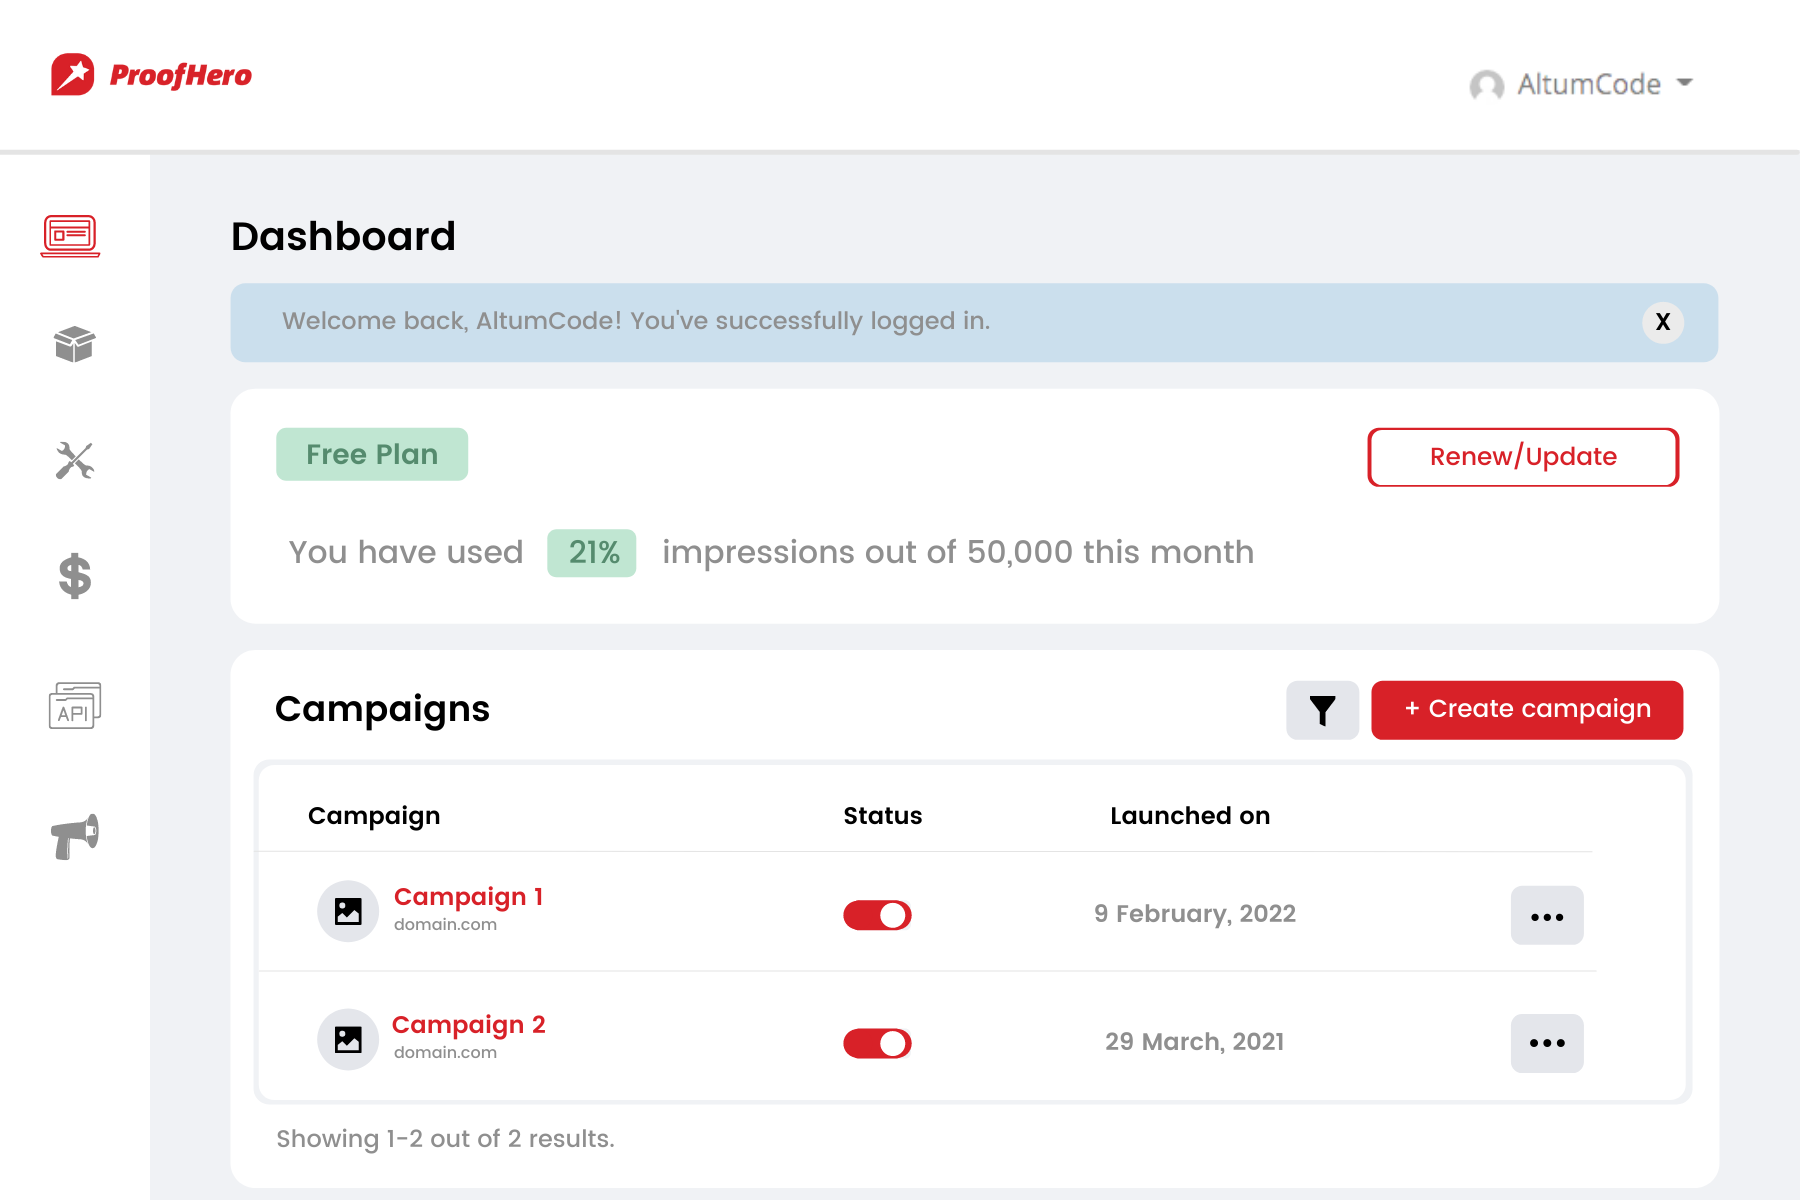 ProofHero
AltumCode
Dashboard
Welcome back, AltumCode! You've successfully logged in.
X
Free Plan
Renew/Update
You have used 21% impressions out of 50,000 this month
API
Campaigns
+ Create campaign
Campaign Status Launched on
Campaign 1
domain.com
9 February, 2022
Campaign 2
domain.com
29 March, 2021
Showing 1-2 out of 2 results.